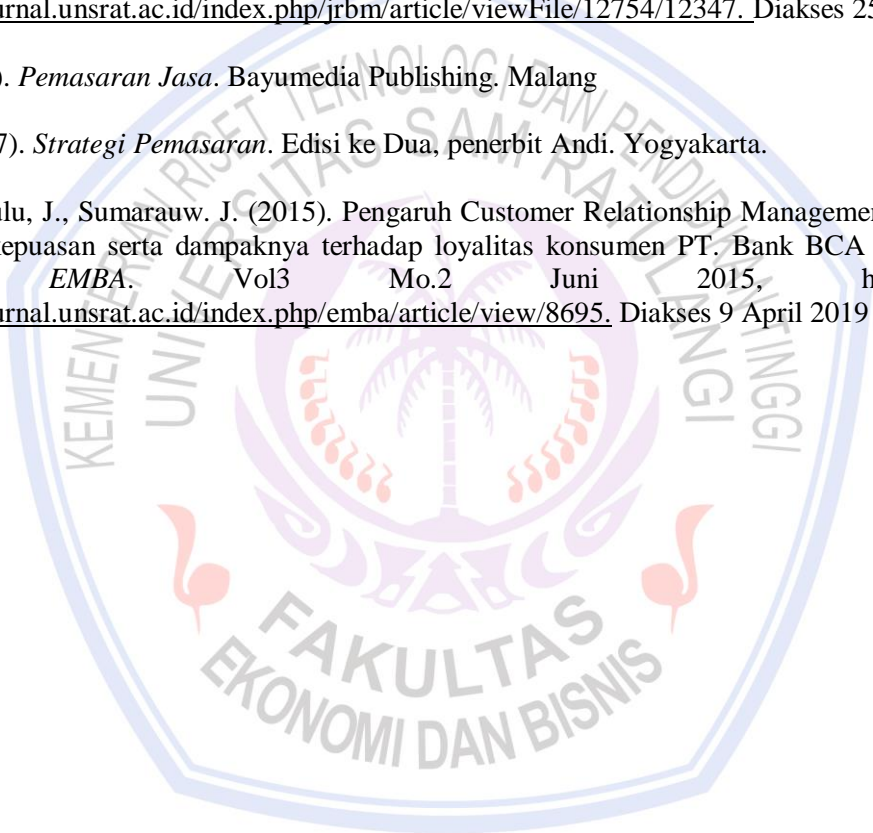 urnal.unsrat.ac.id/index.php/jrbm/article/viewFile/12754/12347. Diakses 25
). Pemasaran Jasa. Bayumedia Publishing. Malang
7). Strategi Pemasaran. Edisi ke Dua, penerbit Andi. Yogyakarta.
ulu, J., Sumarauw. J. (2015). Pengaruh Customer Relationship Managemen
kepuasan serta dampaknya terhadap loyalitas konsumen PT. Bank BCA
EMBA. Vol3 Mo.2 Juni 2015, h
urnal.unsrat.ac.id/index.php/emba/article/view/8695. Diakses 9 April 2019
KEMENTERIAN RISET TEKNOLOGI DAN PENDIDIKAN TINGGI
UNIVERSITAS SAM RATULANGI
FAKULTAS
EKONOMI DAN BISNIS